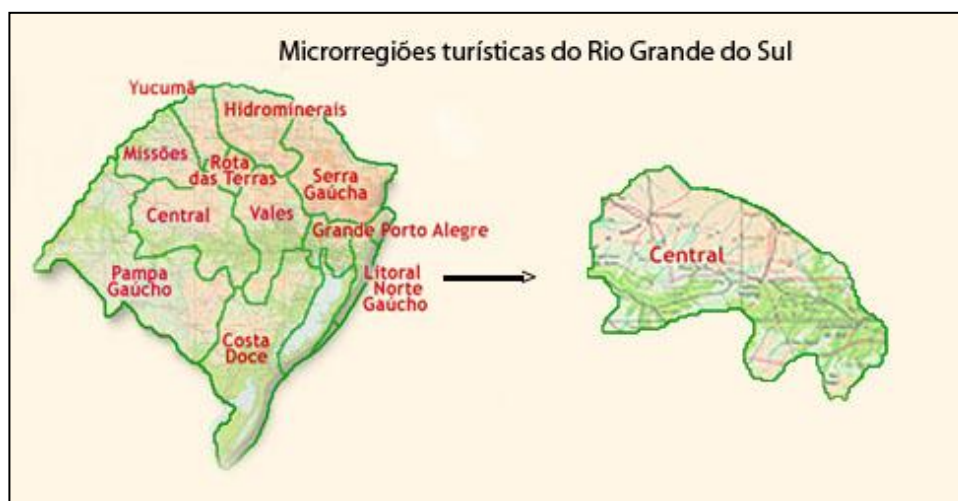 Microrregiões turísticas do Rio Grande do Sul
Yucumã
Hidrominerais
Missões
Rota
das Terras
Serra
Gaúcha
Central
Vales
Grande Porto Alegre
Pampa
Gaúcho
Litoral
Norte
Gaúcho
Costa
Doce
Central